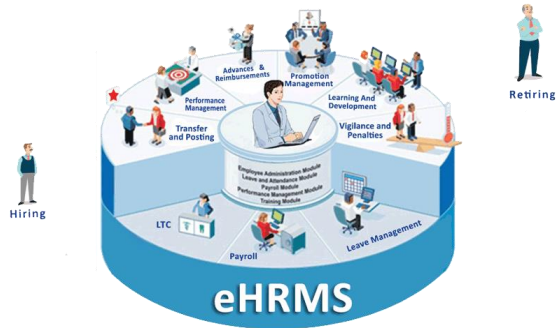 Advances &
Reimbursements
Promotion
Management
Retiring
Performance
Management
Learning And
Development
Transfer
and Posting
Vigilance and
Penalties
Employee Administration Module
Leave and Attendance Module
Payroll Module
Performance Management Module
Training Module
Hiring
LTC
Payroll
Leave Management
eHRMS